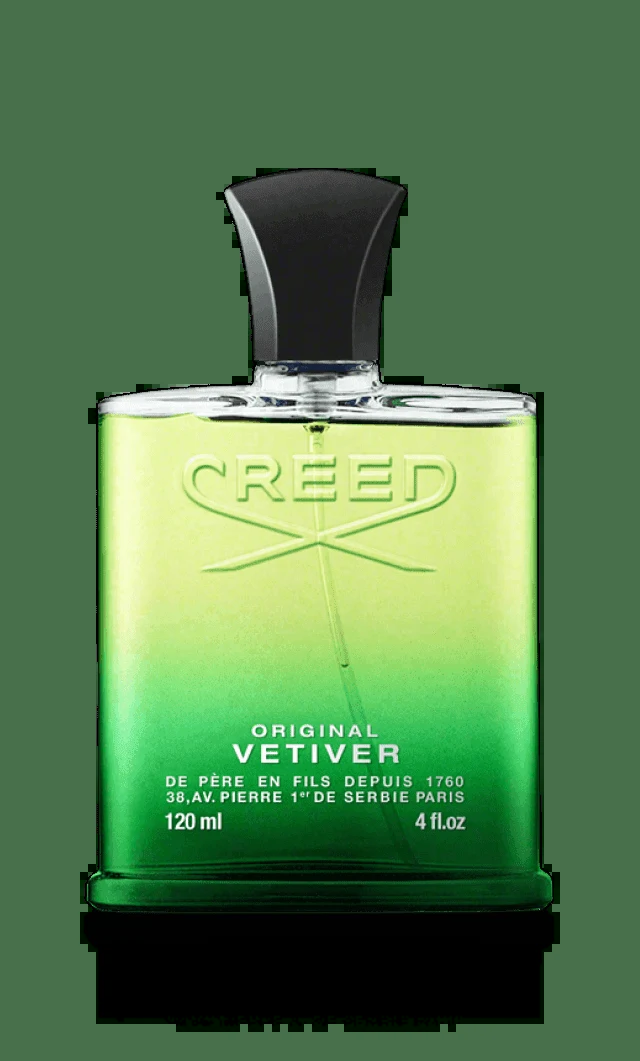 CREED
ORIGINAL
VETIVER
DE PÈRE EN FILS DEPUIS 1760
38,AV. PIERRE 1er DE SERBIE PARIS
120 ml 4 fl.oz